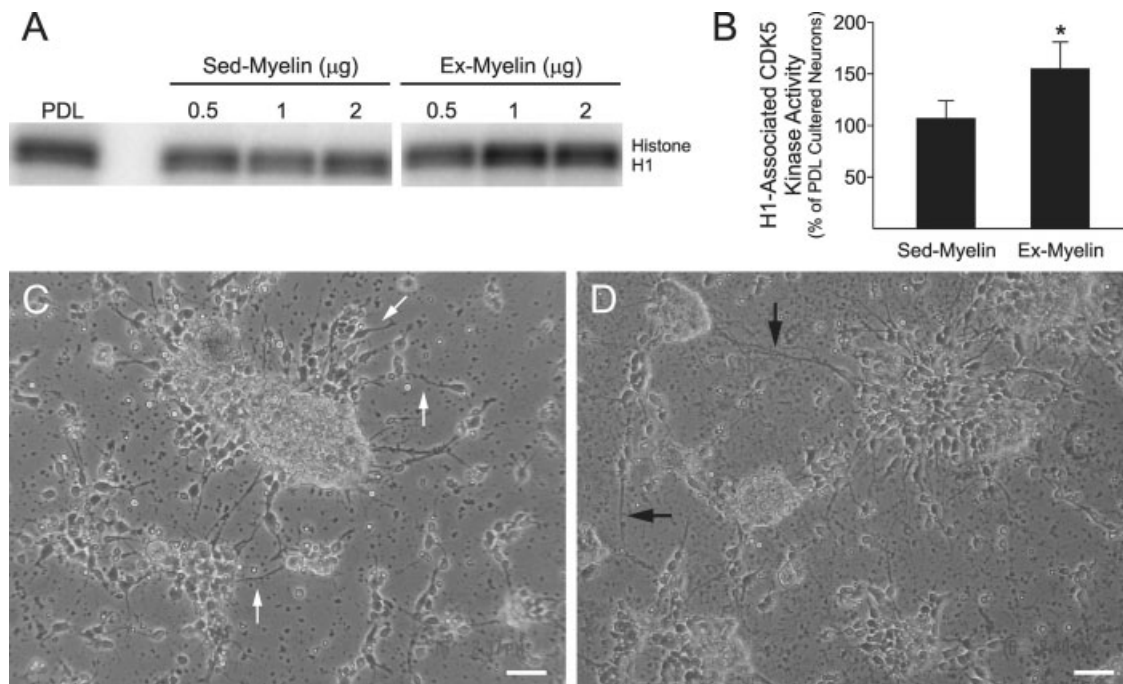 A
Sed-Myelin (µg)
Ex-Myelin (µg)
PDL
0.5
1
2
0.5
1
2
Histone
H1
B
H1-Associated CDK5
Kinase Activity
(% of PDL Cultured Neurons)
200
150
100
50
*
Sed-Myelin
Ex-Myelin
C
D